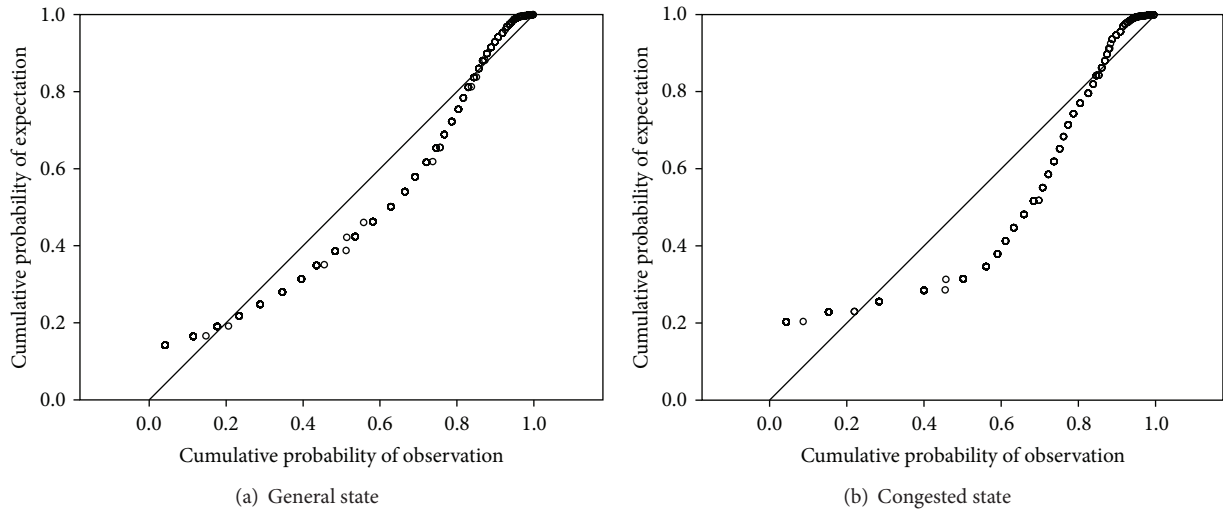 1.0
0.8
0.6
0.4
0.2
0.0
Cumulative probability of expectation
0.0 0.2 0.4 0.6 0.8 1.0
Cumulative probability of observation
(a) General state
1.0
0.8
0.6
0.4
0.2
0.0
Cumulative probability of expectation
0.0 0.2 0.4 0.6 0.8 1.0
Cumulative probability of observation
(b) Congested state